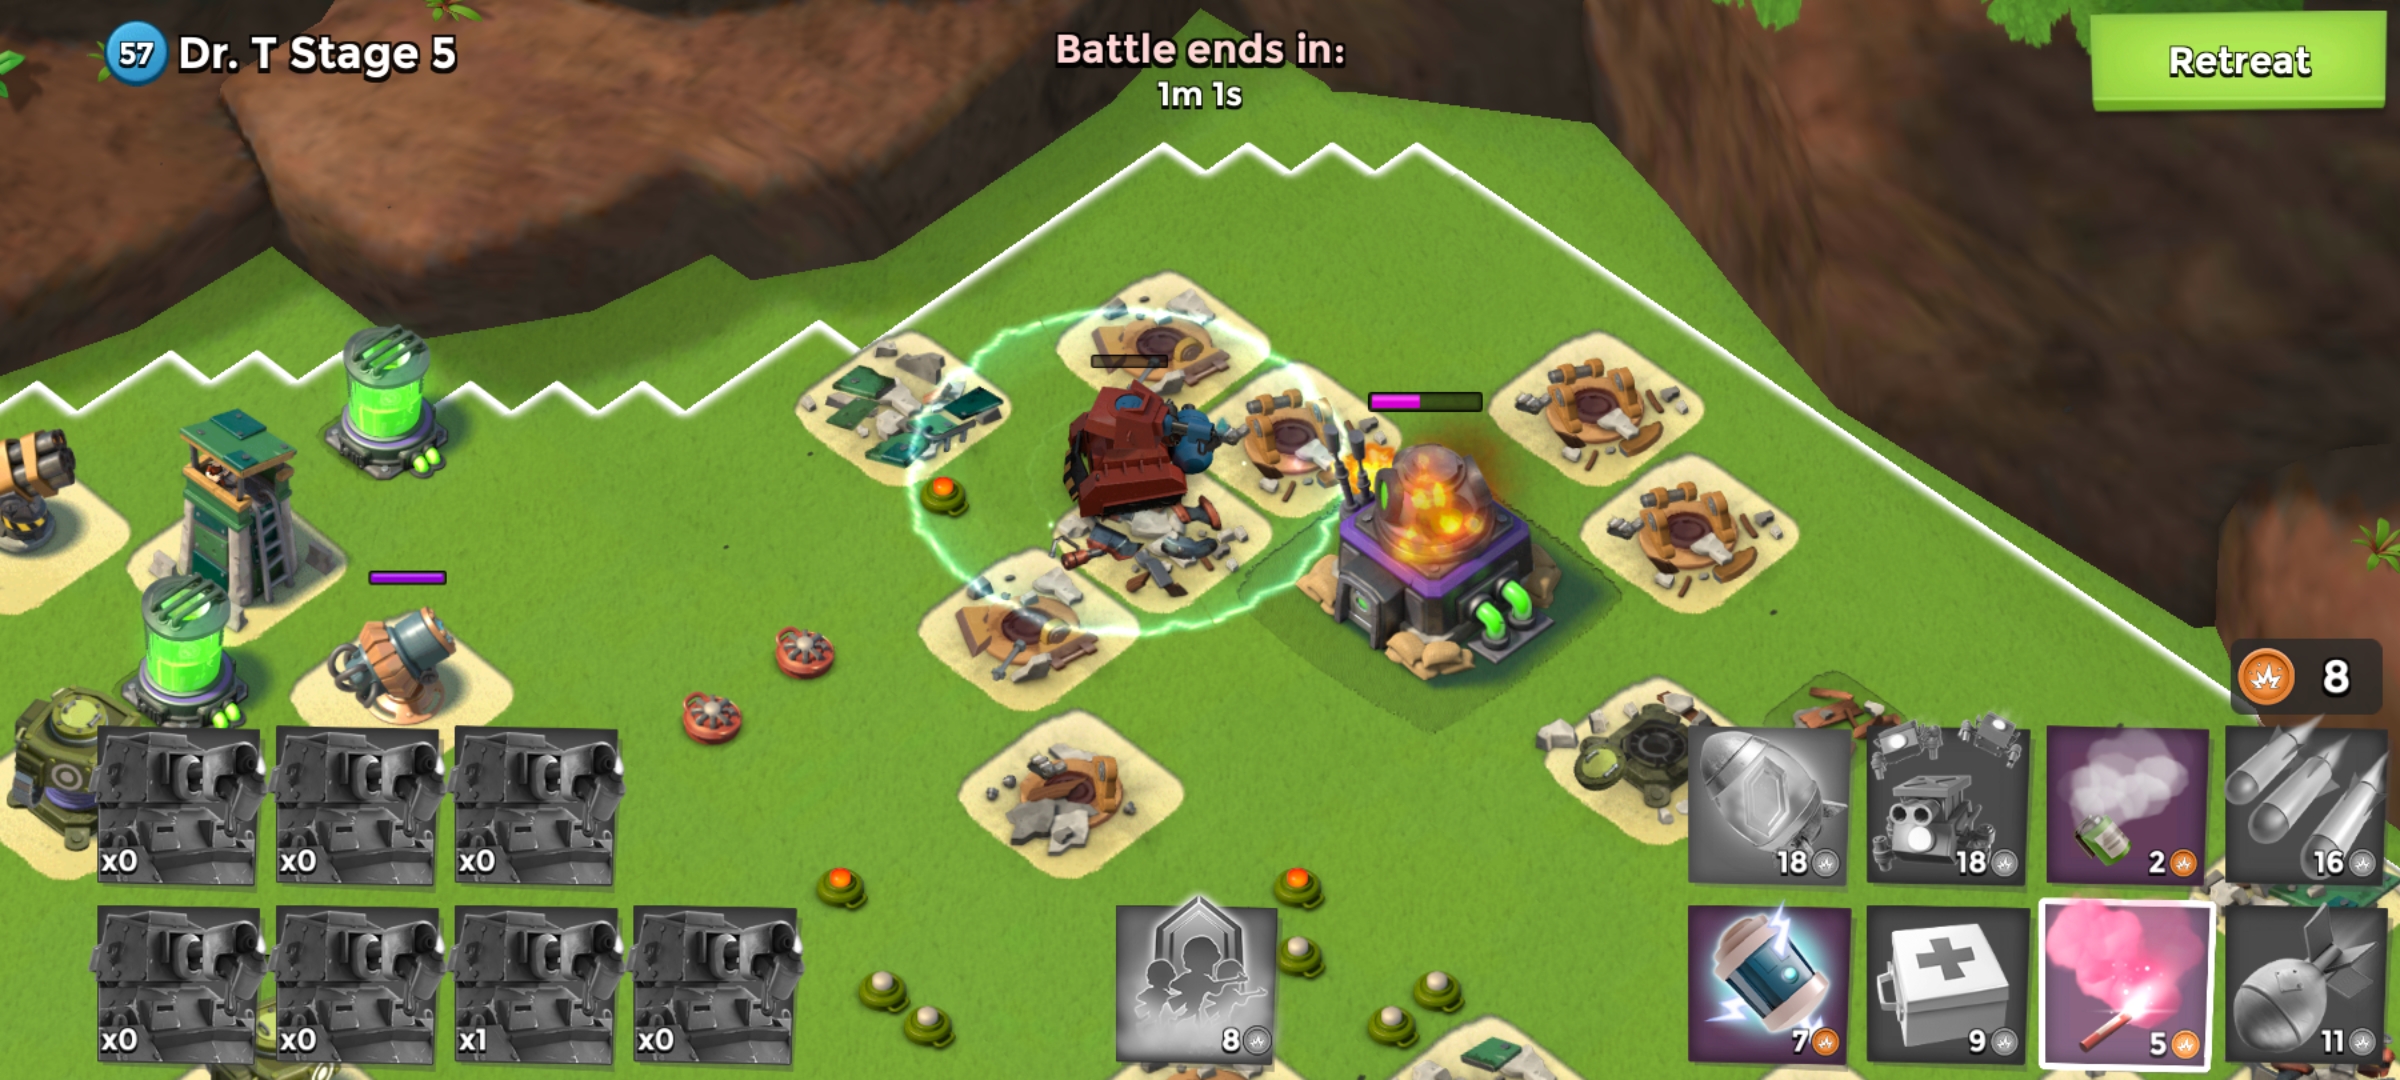 57 Dr. T Stage 5
Battle ends in:
1m 1s
Retreat
8
x0 x0 x0
18 18 2 16
x0 x0 x1 x0
8
7 9 5 11